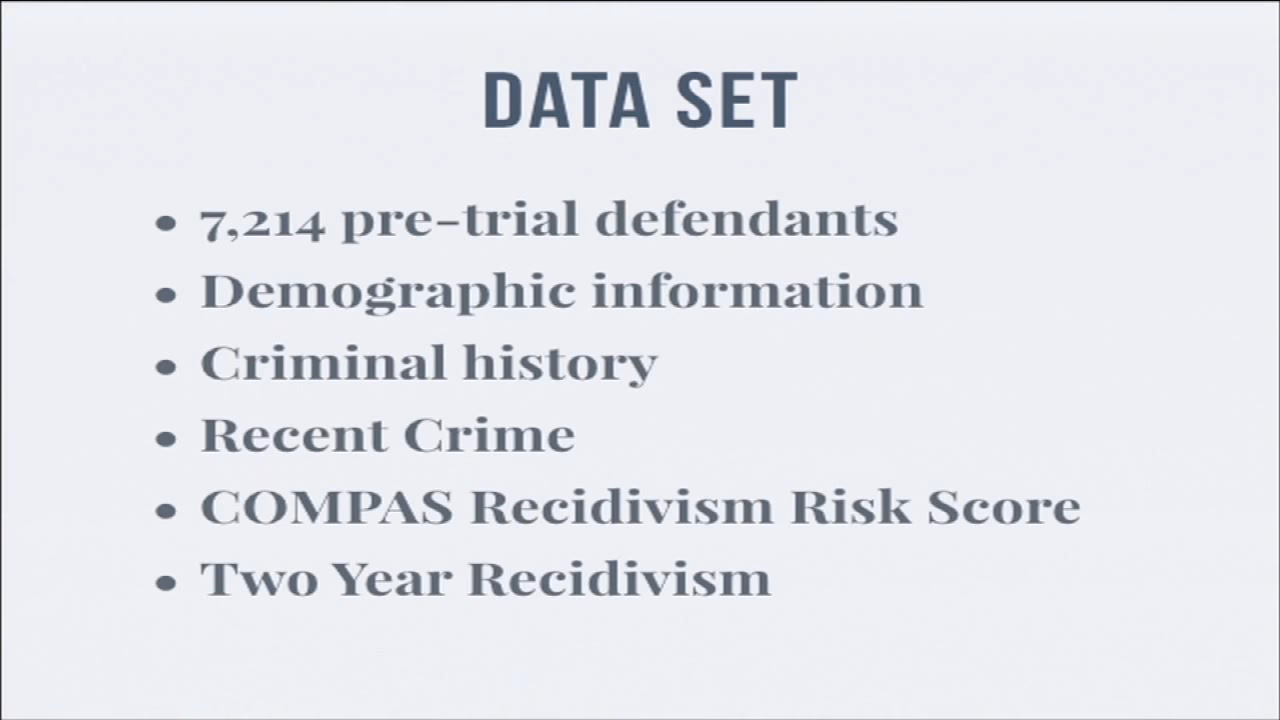 DATA SET
• 7,214 pre-trial defendants
• Demographic information
• Criminal history
• Recent Crime
• COMPAS Recidivism Risk Score
• Two Year Recidivism